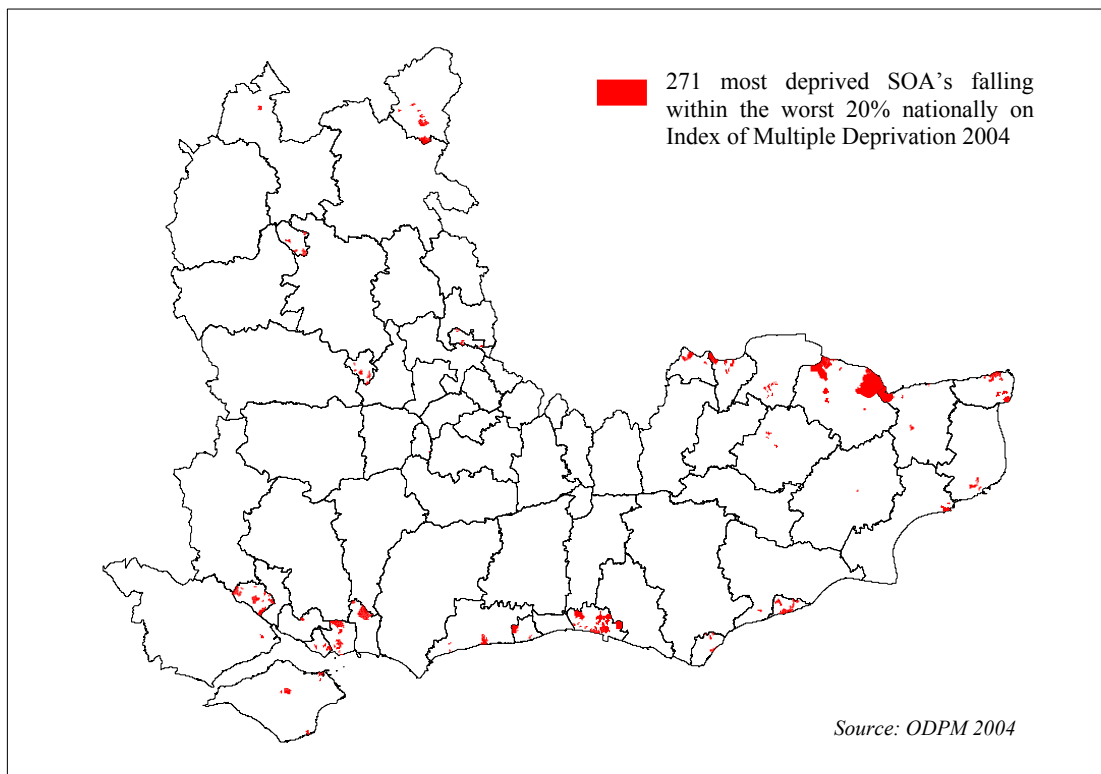 271 most deprived SOA’s falling
within the worst 20% nationally on
Index of Multiple Deprivation 2004
Source: ODPM 2004